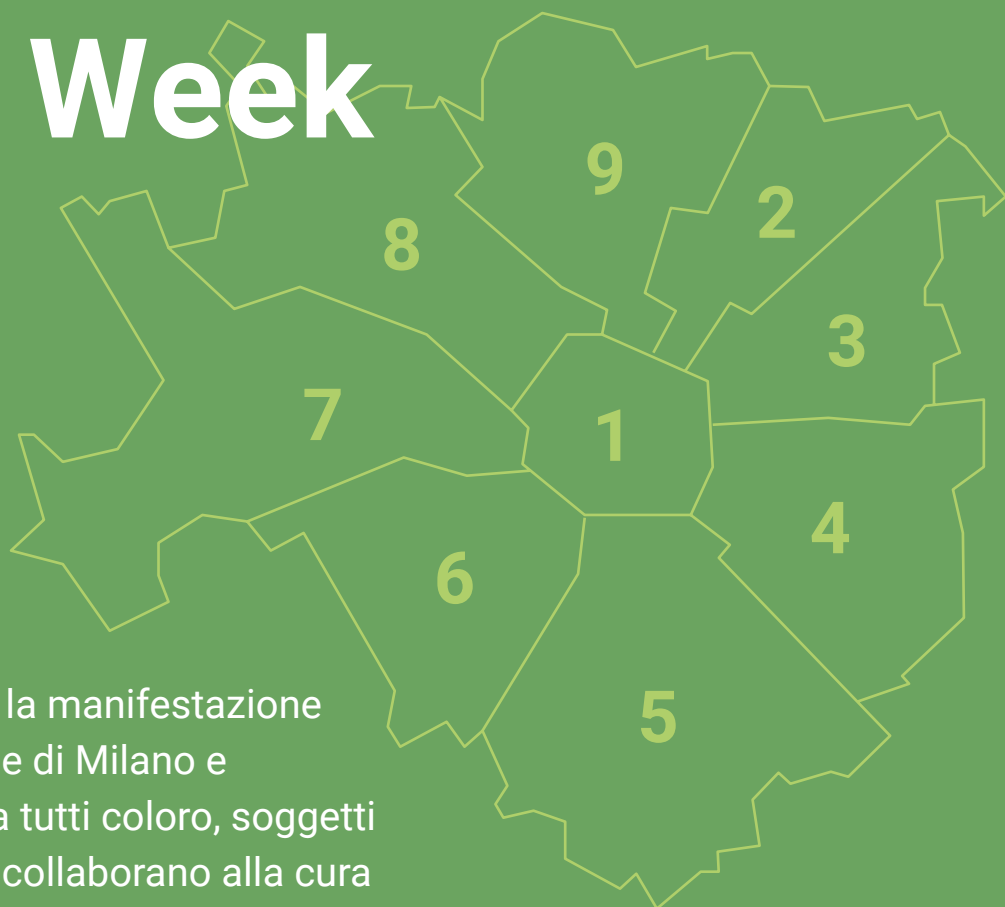 Week
9
2
8
3
7
1
4
6
5
la manifestazione
e di Milano e
a tutti coloro, soggetti
collaborano alla cura